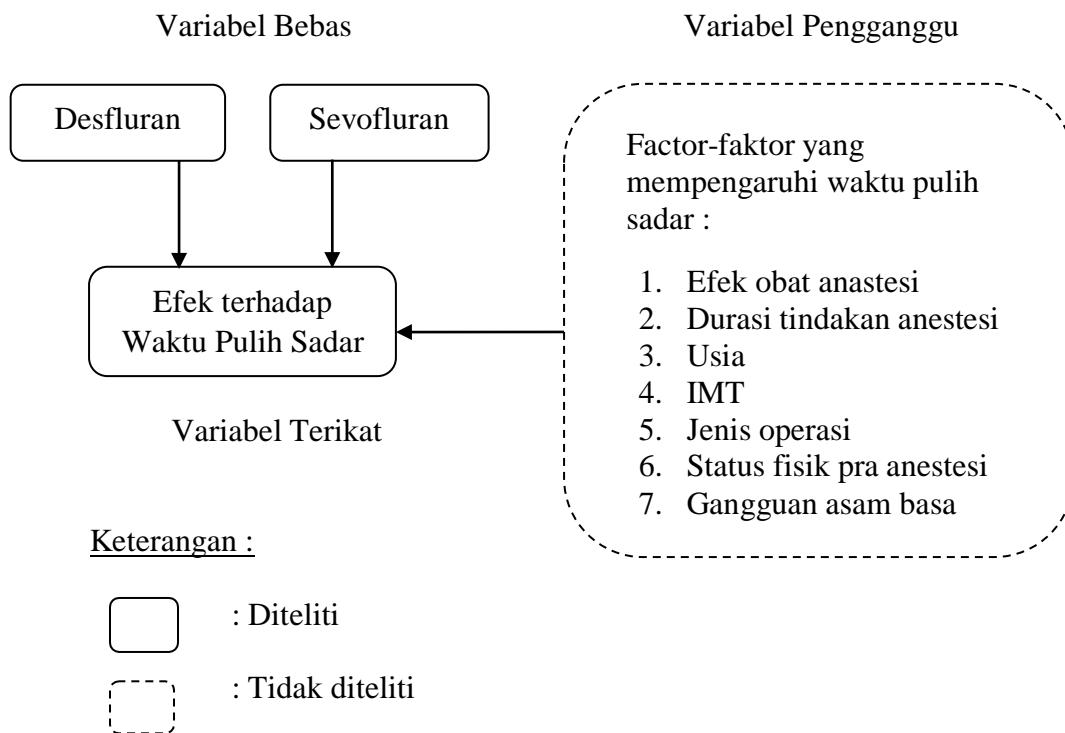 Variabel Bebas
Variabel Pengganggu
Desfluran
Sevofluran
Efek terhadap
Waktu Pulih Sadar
Variabel Terikat
Factor-faktor yang
mempengaruhi waktu pulih
sadar :
1. Efek obat anastesi
2. Durasi tindakan anestesi
3. Usia
4. IMT
5. Jenis operasi
6. Status fisik pra anestesi
7. Gangguan asam basa
Keterangan :
: Diteliti
: Tidak diteliti